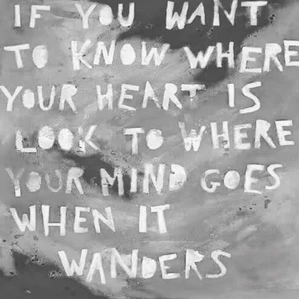 IF YOU WANT
TO KNOW WHERE
YOUR HEART IS
LOOK TO WHERE
YOUR MIND GOES
WHEN IT
WANDERS